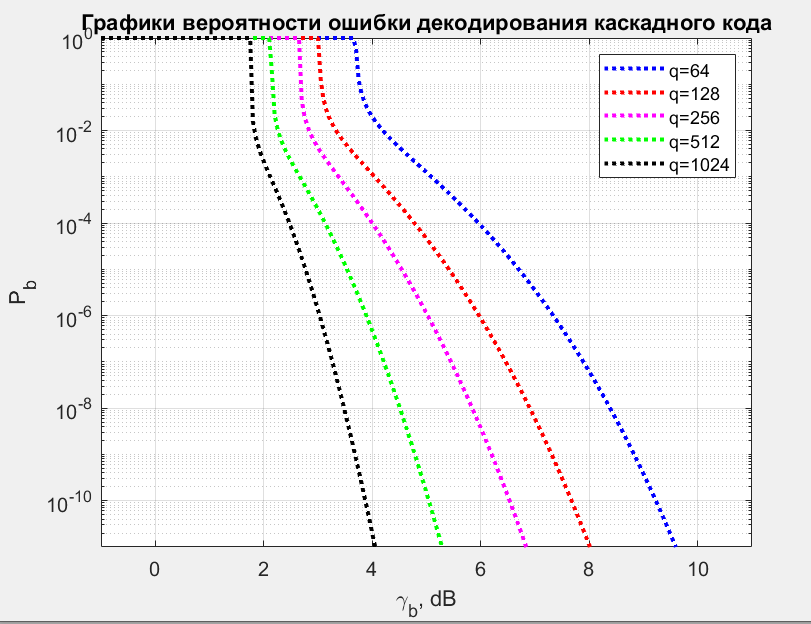 Графики вероятности ошибки декодирования каскадного кода
10^0
10^-2
10^-4
10^-6
10^-8
10^-10
P_b
q=64
q=128
q=256
q=512
q=1024
0 2 4 6 8 10
γ_b, dB